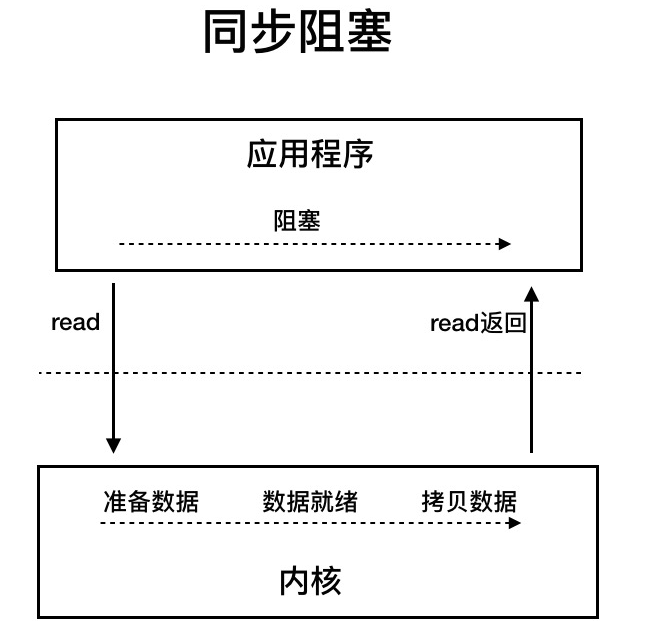 同步阻塞
应用程序
阻塞
read
read返回
准备数据 数据就绪 拷贝数据
内核